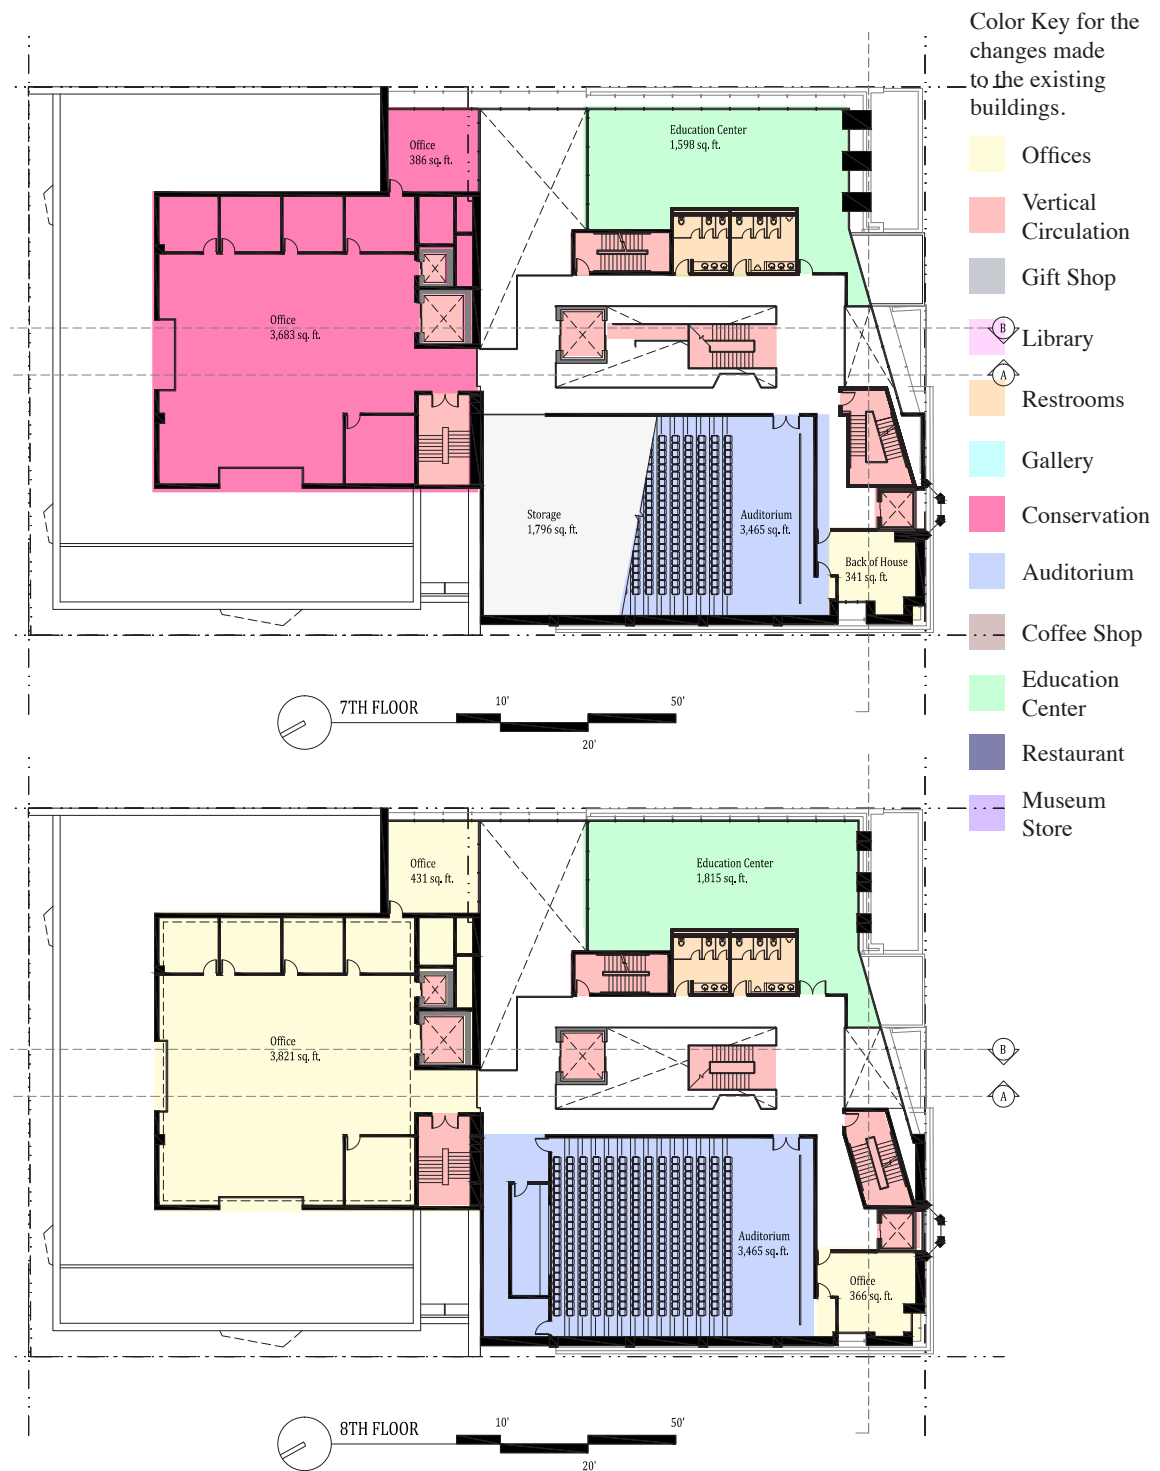 Color Key for the
changes made
to the existing
buildings.
Offices
Vertical
Circulation
Gift Shop
Library
Restrooms
Gallery
Conservation
Auditorium
Coffee Shop
Education
Center
Restaurant
Museum
Store
Office
386 sq. ft.
Education Center
1,598 sq. ft.
Office
3,683 sq. ft.
B
A
Storage
1,796 sq. ft.
Auditorium
3,465 sq. ft.
Back of House
341 sq. ft.
7TH FLOOR
10'
50'
20'
Office
431 sq. ft.
Education Center
1,815 sq. ft.
Office
3,821 sq. ft.
B
A
Auditorium
3,465 sq. ft.
Office
366 sq. ft.
8TH FLOOR
10'
50'
20'